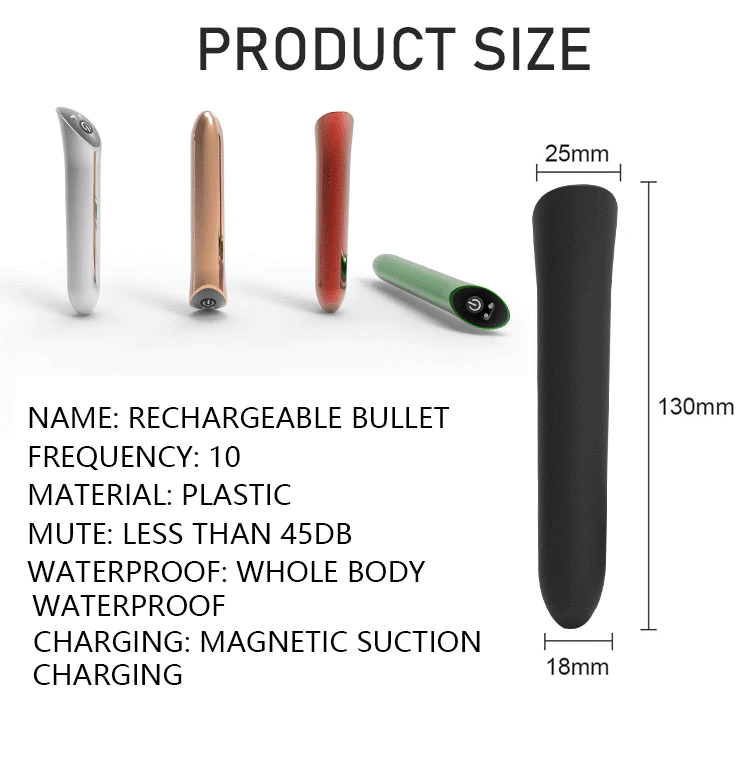 PRODUCT SIZE
25mm
130mm
NAME: RECHARGEABLE BULLET
FREQUENCY: 10
MATERIAL: PLASTIC
MUTE: LESS THAN 45DB
WATERPROOF: WHOLE BODY
WATERPROOF
CHARGING: MAGNETIC SUCTION
CHARGING
18mm